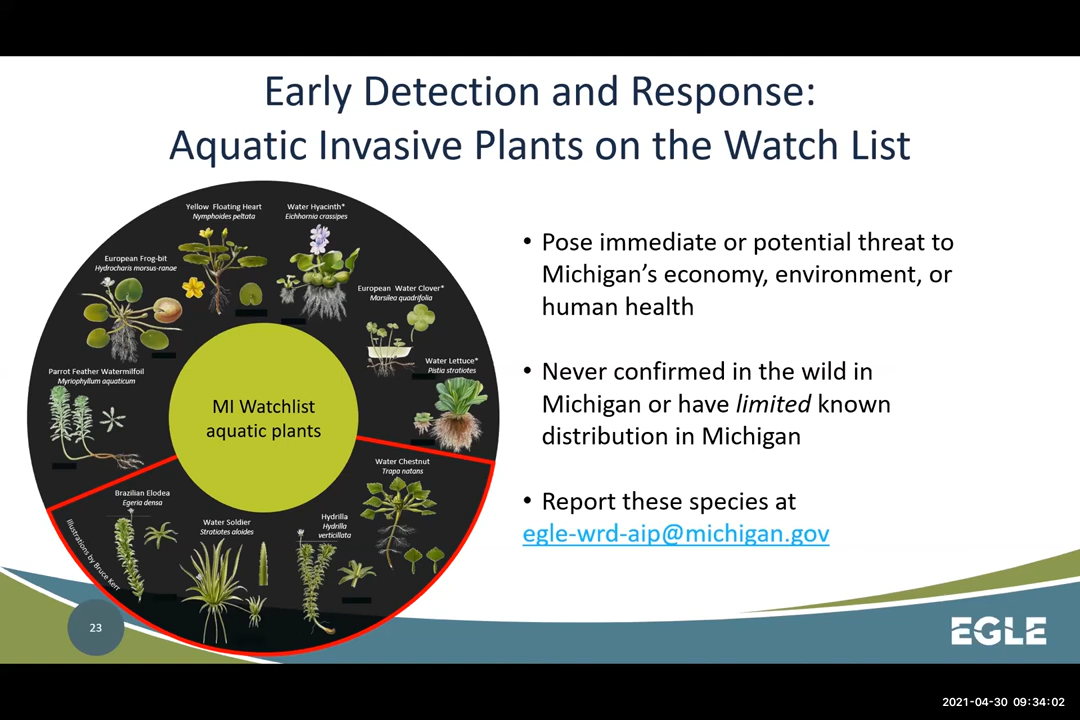 Early Detection and Response:
Aquatic Invasive Plants on the Watch List
Yellow Floating Heart
Nymphoides peltata
Water Hyacinth*
Eichhornia crassipes
European Frog-bit
Hydrocharis morsus-ranae
European Water Clover*
Marsilea quadrifolia
Parrot Feather Watermilfoil
Myriophyllum aquaticum
Water Lettuce*
Pistia stratiotes
MI Watchlist
aquatic plants
Brazilian Elodea
Egeria densa
Water Soldier
Stratiotes aloides
Hydrilla
Hydrilla
verticillata
Water Chestnut
Trapa natans
Illustrations by Bruce Kerr
• Pose immediate or potential threat to
Michigan's economy, environment, or
human health
• Never confirmed in the wild in
Michigan or have limited known
distribution in Michigan
• Report these species at
egle-wrd-aip@michigan.gov
23
EGLE
2021-04-30 09:34:02